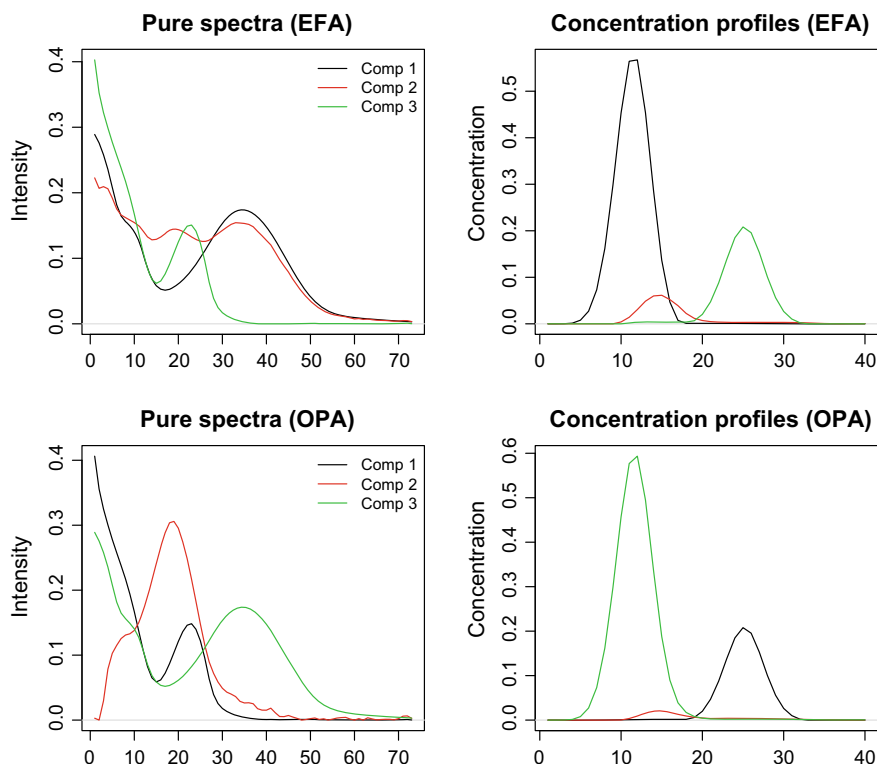 Pure spectra (EFA)
Intensity
0.0 0.1 0.2 0.3 0.4
0 10 20 30 40 50 60 70
Comp 1
Comp 2
Comp 3
Concentration profiles (EFA)
Concentration
0.0 0.1 0.2 0.3 0.4 0.5
0 10 20 30 40
Pure spectra (OPA)
Intensity
0.0 0.1 0.2 0.3 0.4
0 10 20 30 40 50 60 70
Comp 1
Comp 2
Comp 3
Concentration profiles (OPA)
Concentration
0.0 0.1 0.2 0.3 0.4 0.5 0.6
0 10 20 30 40